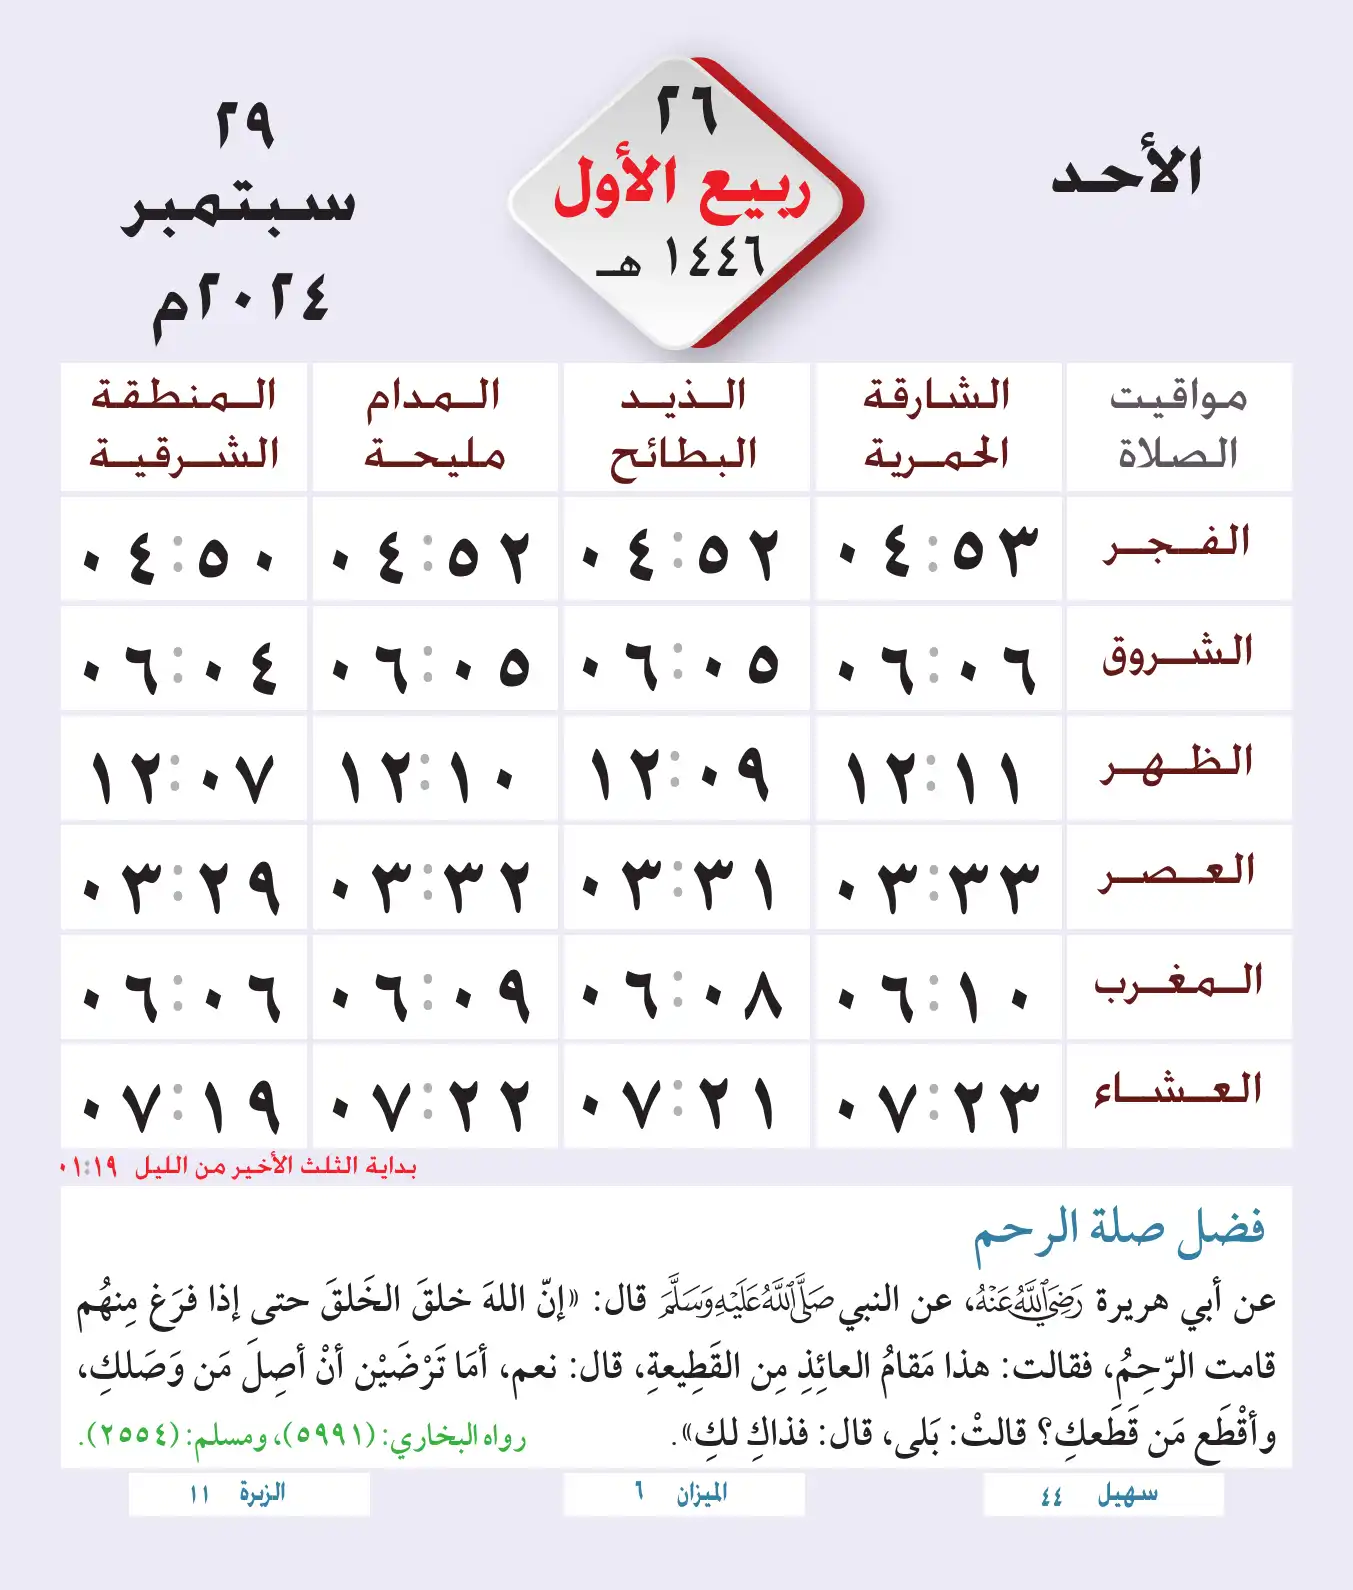 الأحد
٢٦
ربيع الأول
١٤٤٦ هـ
٢٩
سبتمبر
٢٠٢٤م
مواقيت الصلاة
الشارقة الحمرية
الذيد البطائح
المدام مليحة
المنطقة الشرقية
الفجر ٠٤:٥٣ ٠٤:٥٢ ٠٤:٥٢ ٠٤:٥٠
الشروق ٠٦:٠٦ ٠٦:٠٥ ٠٦:٠٥ ٠٦:٠٤
الظهر ١٢:١١ ١٢:٠٩ ١٢:١٠ ١٢:٠٧
العصر ٠٣:٣٣ ٠٣:٣١ ٠٣:٣٢ ٠٣:٢٩
المغرب ٠٦:١٠ ٠٦:٠٨ ٠٦:٠٩ ٠٦:٠٦
العشاء ٠٧:٢٣ ٠٧:٢١ ٠٧:٢٢ ٠٧:١٩
بداية الثلث الأخير من الليل ٠١:١٩
فضل صلة الرحم
عن أبي هريرة رَضِيَ اللَّهُ عَنْهُ، عن النبي صَلَّى اللَّهُ عَلَيْهِ وَسَلَّمَ قال: «إنّ اللهَ خلقَ الخَلقَ حتى إذا فرَغ مِنهُم
قامت الرّحِمُ، فقالت: هذا مَقامُ العائِذِ مِن القَطِيعةِ، قال: نعم، أمَا تَرْضَيْن أنْ أصِلَ مَن وَصَلكِ،
وأقْطَع مَن قَطَعكِ؟ قالتْ: بَلى، قال: فذاكِ لكِ». رواه البخاري: (٥٩٩١)، ومسلم: (٢٥٥٤).
سهيل ٤٤
الميزان ٦
الزبرة ١١